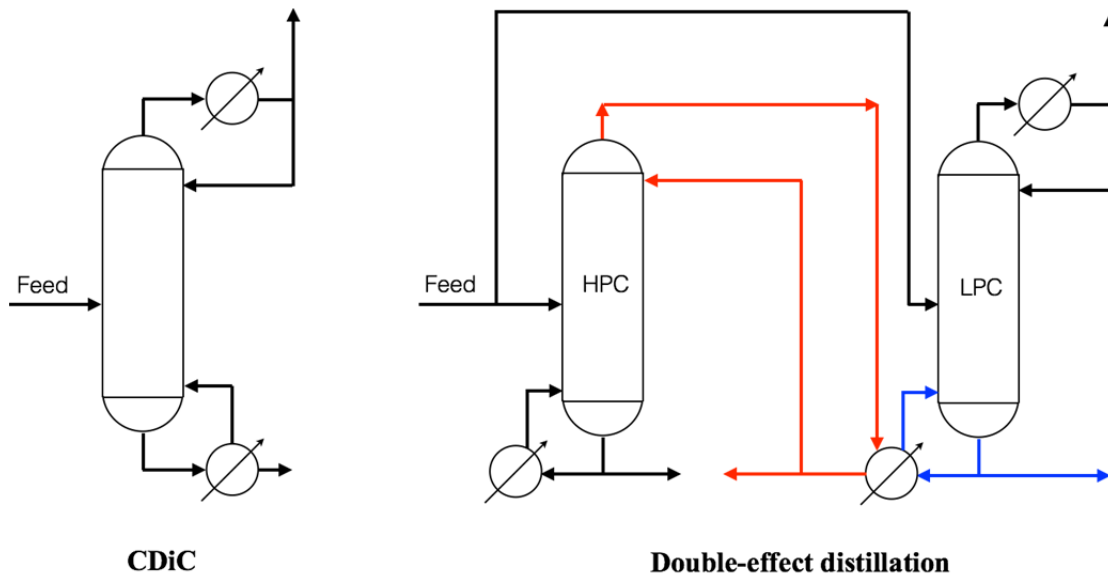 Feed
Feed
HPC
LPC
CDiC
Double-effect distillation